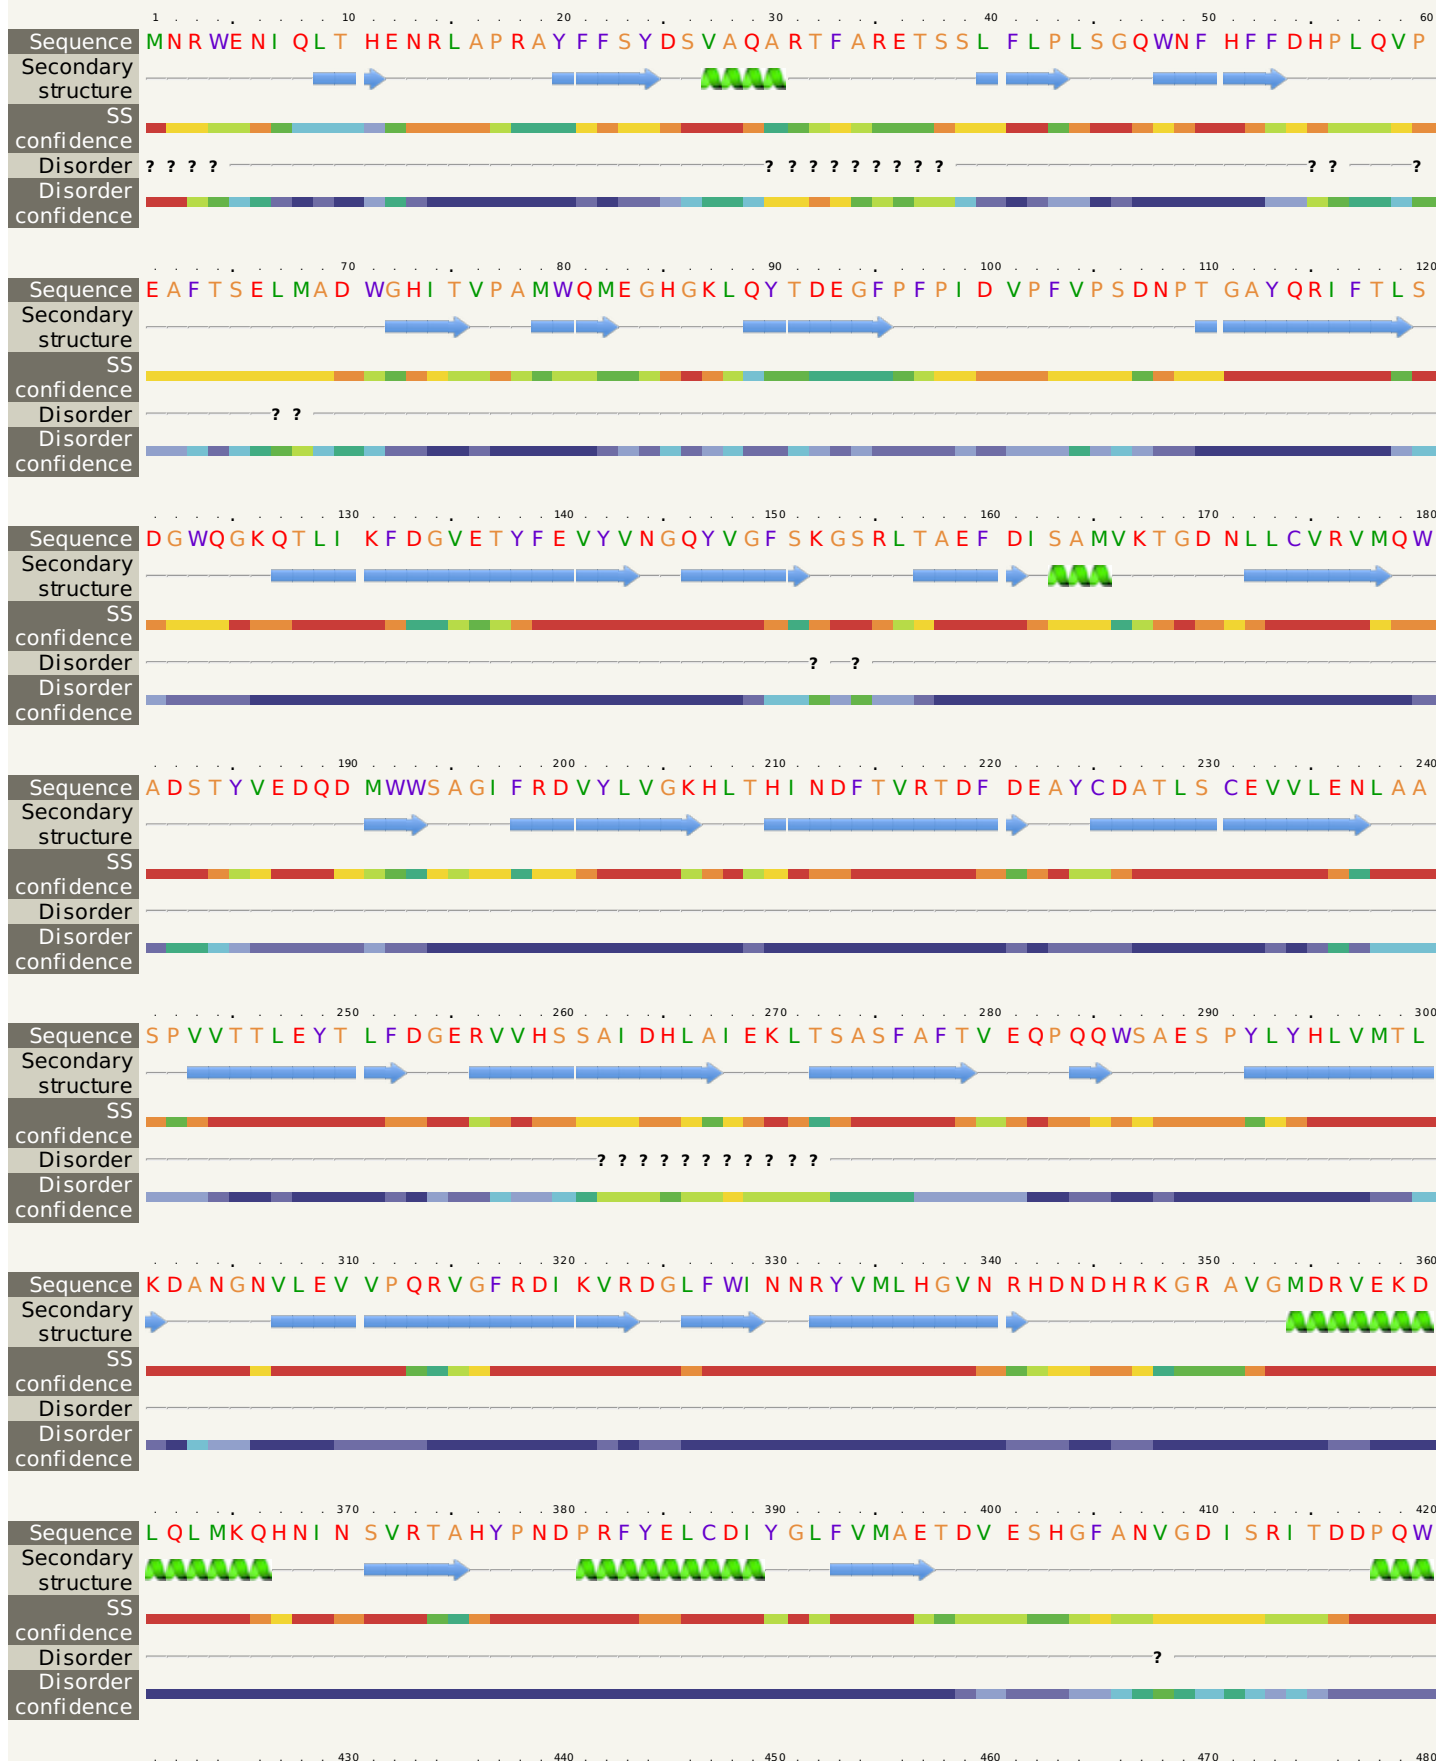 1 10 20 30 40 50 60
Sequence MNRWENIQLTHENRLAPRAYFFSYDSVAQARTFARETSSLFLPLSGQWNFHFFDHPLQVP
Secondary
structure
SS
confidence
Disorder ???? ????????? ?? ?
Disorder
confidence
70 80 90 100 110 120
Sequence EAFTSELMADWGHITVPAMWQMEGHGKLQYTDEGFPFPIDVPFVPSDNPTGAYQRIFTLS
Secondary
structure
SS
confidence
Disorder ??
Disorder
confidence
130 140 150 160 170 180
Sequence DGWQGKQTLIKFDGVETYFEVYVNGQYVGFSKGSRLTAEFDISAMVKTGDNLLCVRVMQW
Secondary
structure
SS
confidence
Disorder ? ?
Disorder
confidence
190 200 210 220 230 240
Sequence ADSTYVEDQDMWWSAGIFRDVYLVGKHLTHINDFTVRTDFDEAYCDATLSCEVVLENLAA
Secondary
structure
SS
confidence
Disorder
Disorder
confidence
250 260 270 280 290 300
Sequence SPVVTTLEYTLFDGERVVHSSAIDHLAIEKLTSASFAFTVEQPQQWSAESPYLYHLVMTL
Secondary
structure
SS
confidence
Disorder ???????????
Disorder
confidence
310 320 330 340 350 360
Sequence KDANGNVLEVVPQRVGFRDIKVRDGLFWINNRYVMLHGVNRHDNDHRKGRAVGMDRVEKD
Secondary
structure
SS
confidence
Disorder
Disorder
confidence
370 380 390 400 410 420
Sequence LQLMKQHNINSVRTAHYPNDPRFYELCDIYGLFVMAETDVESHGFANVGDISRITDDPQW
Secondary
structure
SS
confidence
Disorder ?
Disorder
confidence
430 440 450 460 470 480